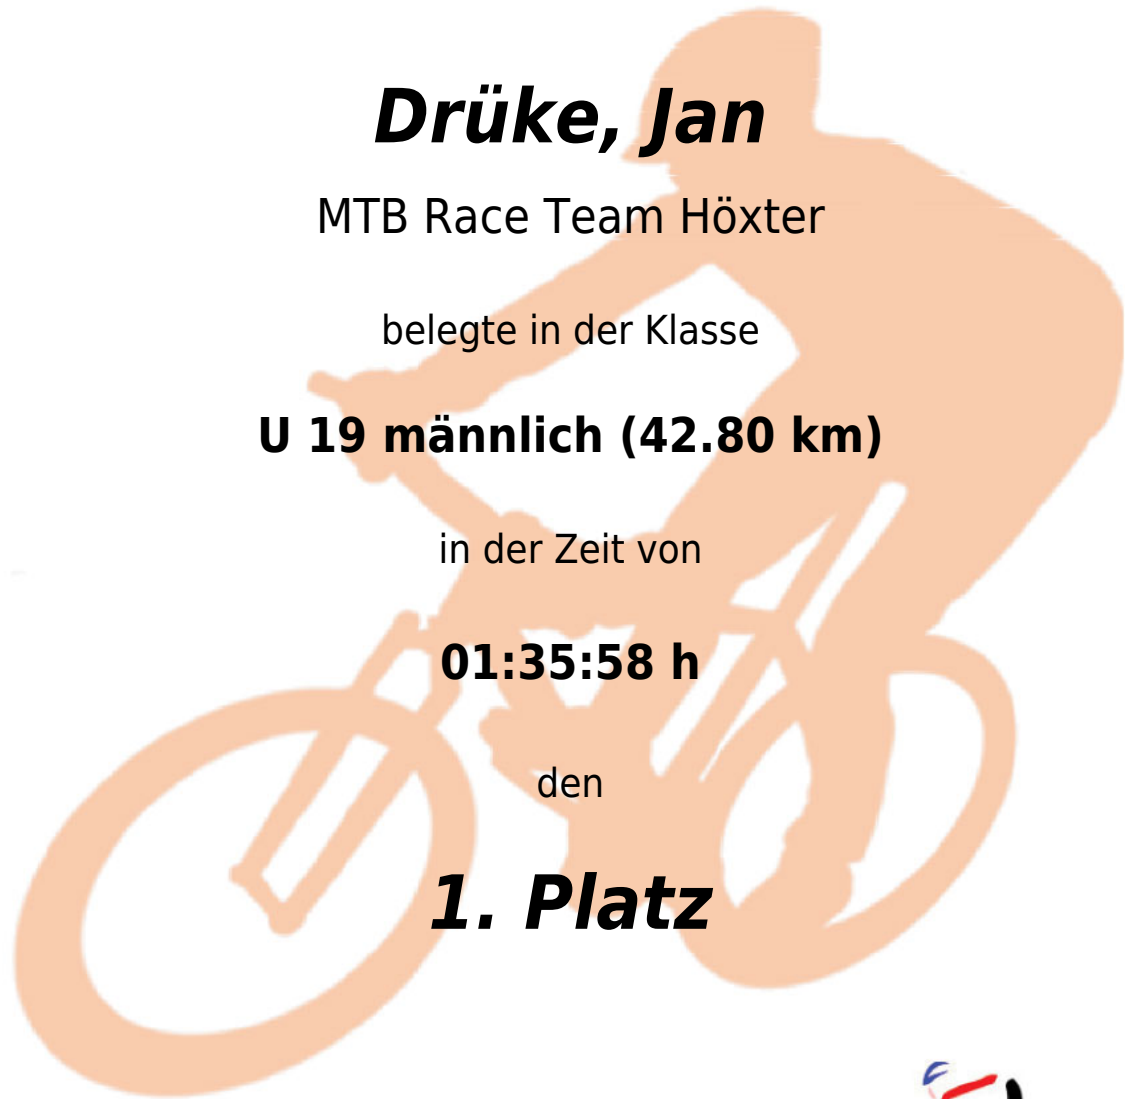 Drüke, Jan
MTB Race Team Höxter
belegte in der Klasse
U 19 männlich (42.80 km)
in der Zeit von
01:35:58 h
den
1. Platz